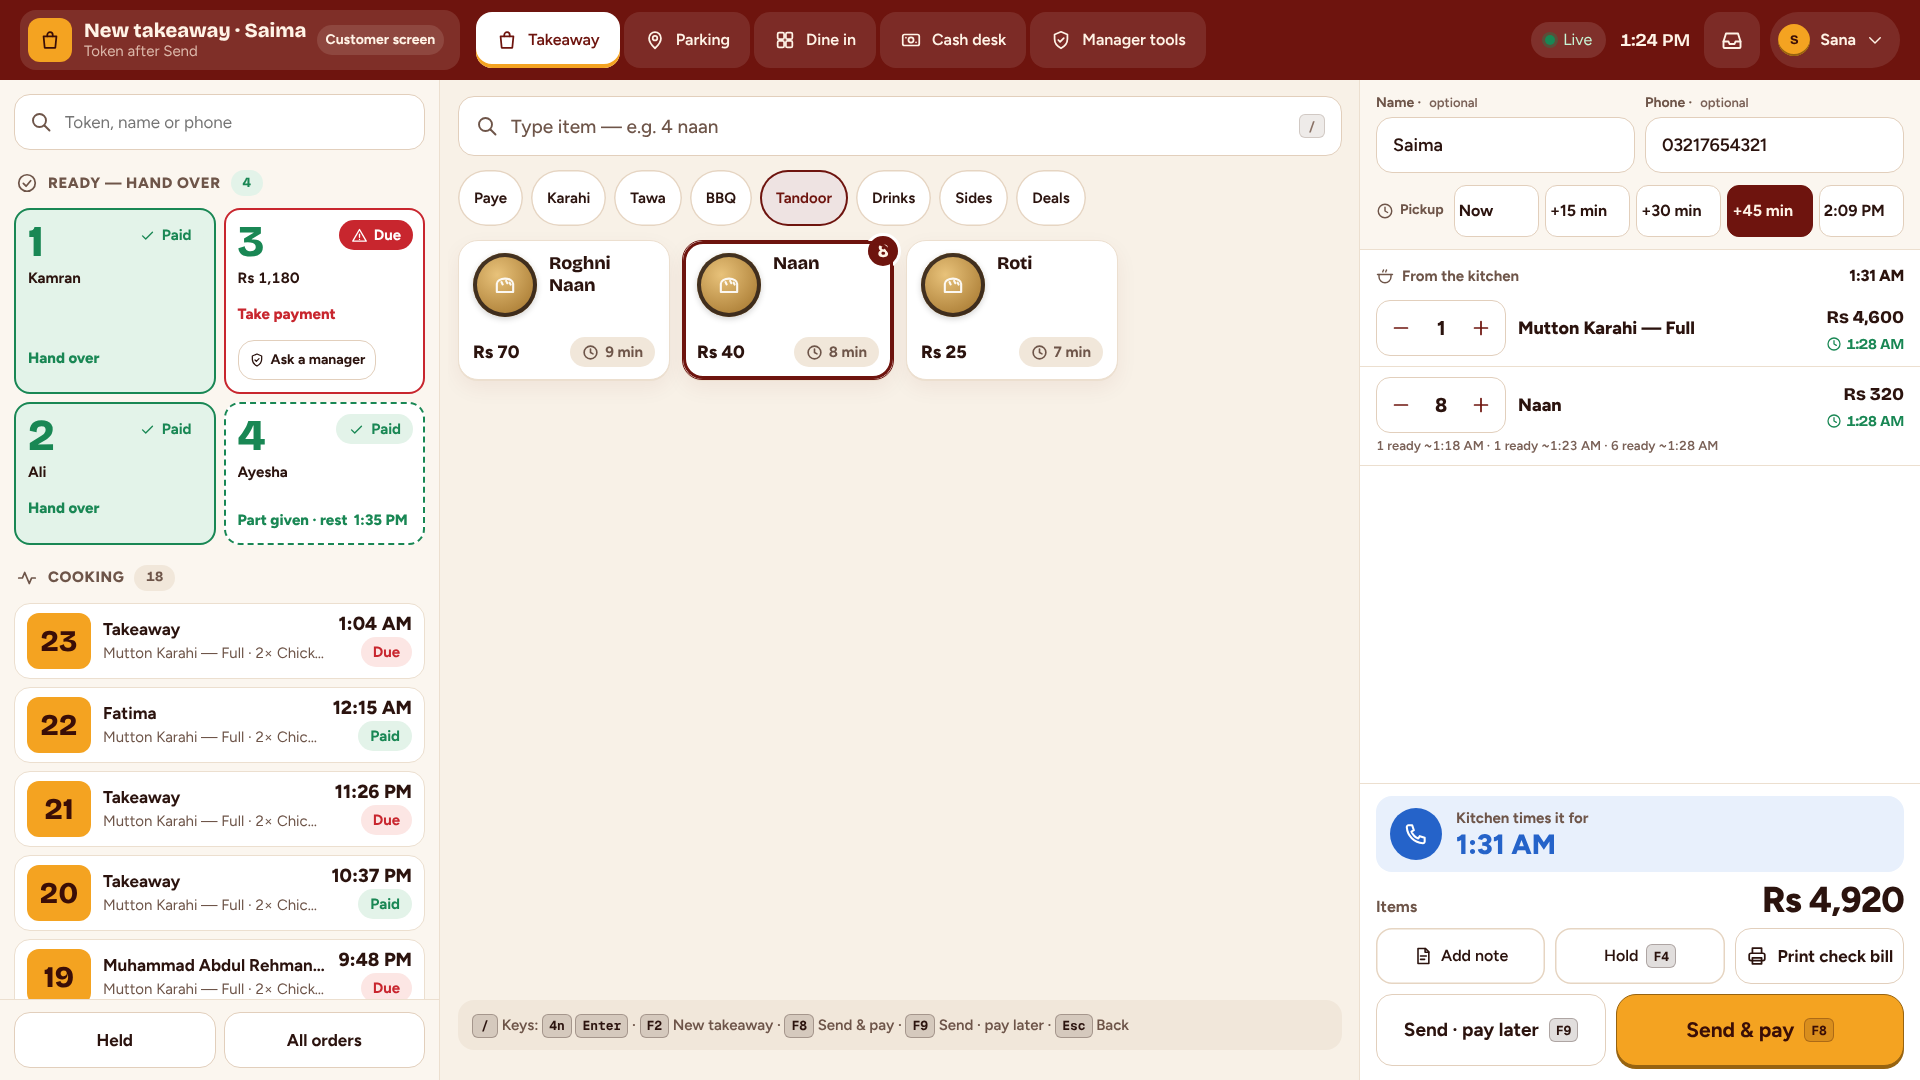 New takeaway · Saima
Token after Send
Customer screen
Takeaway
Parking
Dine in
Cash desk
Manager tools
Live
1:24 PM
S
Sana
Token, name or phone
READY — HAND OVER 4
1
Paid
Kamran
Hand over
3
Due
Rs 1,180
Take payment
Ask a manager
2
Paid
Ali
Hand over
4
Paid
Ayesha
Part given · rest 1:35 PM
COOKING 18
23
Takeaway
1:04 AM
Mutton Karahi — Full · 2× Chick...
Due
22
Fatima
12:15 AM
Mutton Karahi — Full · 2× Chic...
Paid
21
Takeaway
11:26 PM
Mutton Karahi — Full · 2× Chic...
Due
20
Takeaway
10:37 PM
Mutton Karahi — Full · 2× Chic...
Paid
19
Muhammad Abdul Rehman...
9:48 PM
Mutton Karahi — Full · 2× Chic...
Due
Held
All orders
Type item — e.g. 4 naan
/
Paye
Karahi
Tawa
BBQ
Tandoor
Drinks
Sides
Deals
Roghni
Naan
Rs 70
9 min
8
Naan
Rs 40
8 min
Roti
Rs 25
7 min
/ Keys: 4n Enter · F2 New takeaway · F8 Send & pay · F9 Send · pay later · Esc Back
Name · optional
Phone · optional
Saima
03217654321
Pickup
Now
+15 min
+30 min
+45 min
2:09 PM
From the kitchen
1:31 AM
1
Mutton Karahi — Full
Rs 4,600
1:28 AM
8
Naan
Rs 320
1:28 AM
1 ready ~1:18 AM · 1 ready ~1:23 AM · 6 ready ~1:28 AM
Kitchen times it for
1:31 AM
Items
Rs 4,920
Add note
Hold F4
Print check bill
Send · pay later F9
Send & pay F8